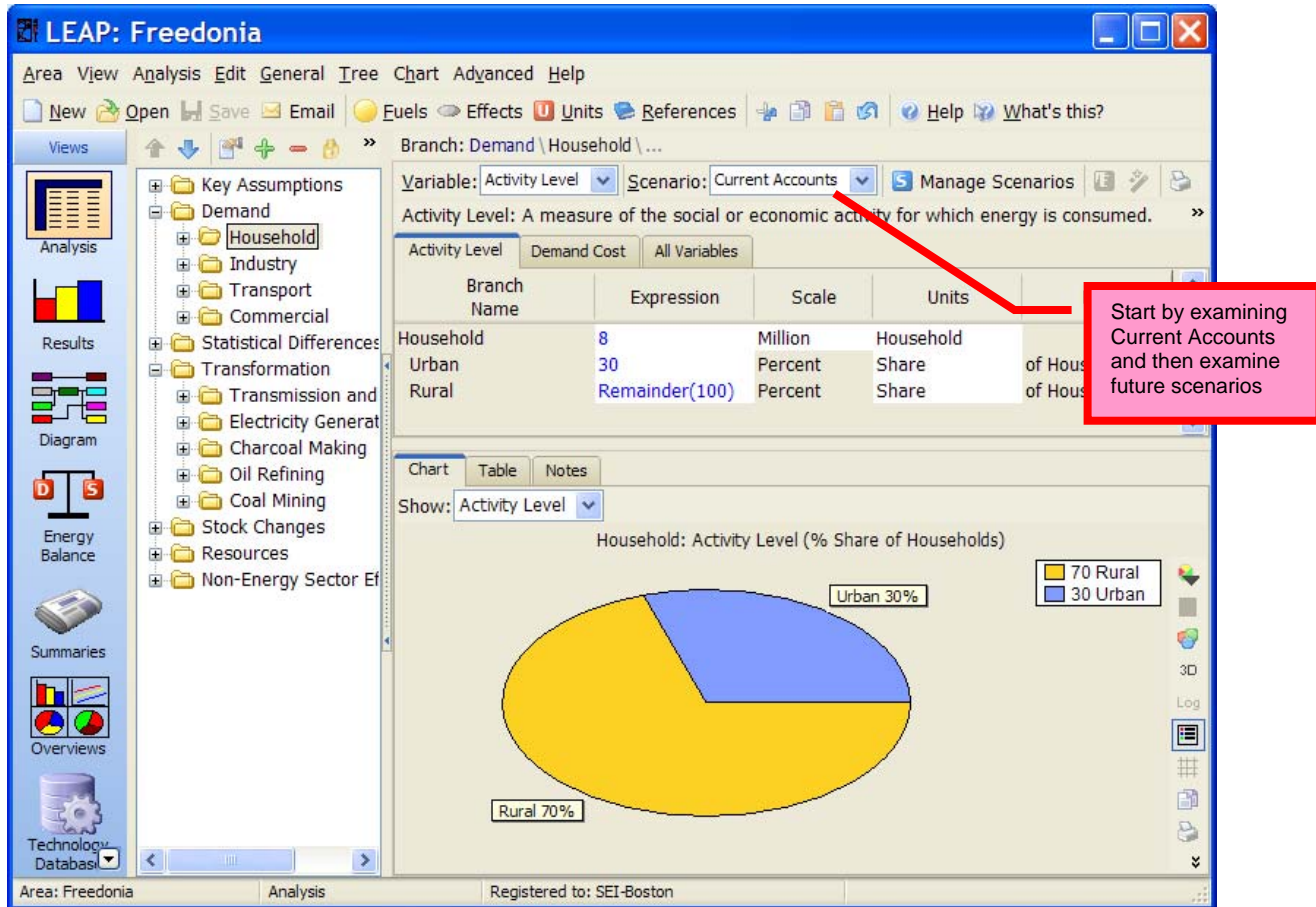 LEAP: Freedonia
Area View Analysis Edit General Tree Chart Advanced Help
New Open Save Email Fuels Effects Units References Help What's this?
Views
Analysis
Results
Diagram
Energy
Balance
Summaries
Overviews
Technology
Databas
Key Assumptions
Demand
Household
Industry
Transport
Commercial
Statistical Differences
Transformation
Transmission and
Electricity Generat
Charcoal Making
Oil Refining
Coal Mining
Stock Changes
Resources
Non-Energy Sector Ef
Branch: Demand \ Household \ ...
Variable: Activity Level Scenario: Current Accounts Manage Scenarios
Activity Level: A measure of the social or economic activity for which energy is consumed.
Activity Level Demand Cost All Variables
Branch Name Expression Scale Units
Household 8 Million Household
Urban 30 Percent Share of Hous
Rural Remainder(100) Percent Share of Hous
Start by examining
Current Accounts
and then examine
future scenarios
Chart Table Notes
Show: Activity Level
Household: Activity Level (% Share of Households)
70 Rural
30 Urban
Urban 30%
Rural 70%
3D
Log
Area: Freedonia Analysis Registered to: SEI-Boston